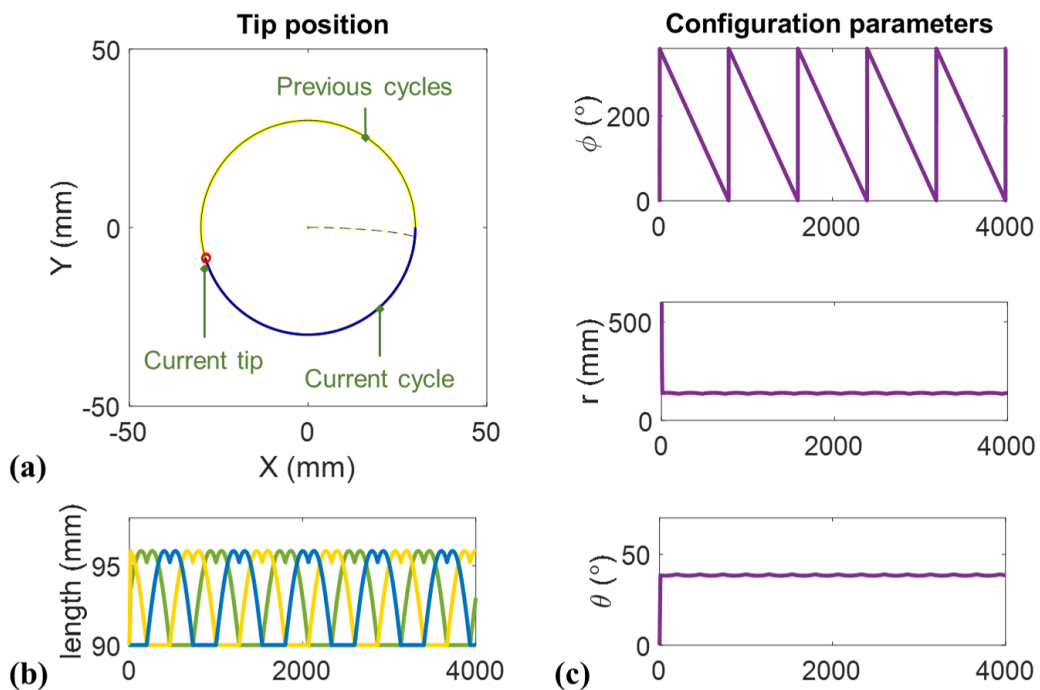 Tip position
50
Y (mm)
0
-50
-50
0
50
X (mm)
Previous cycles
Current tip
Current cycle
(a)
length (mm)
95
90
0
2000
4000
(b)
Configuration parameters
ϕ (°)
200
0
0
2000
4000
r (mm)
500
0
0
2000
4000
θ (°)
50
0
0
2000
4000
(c)